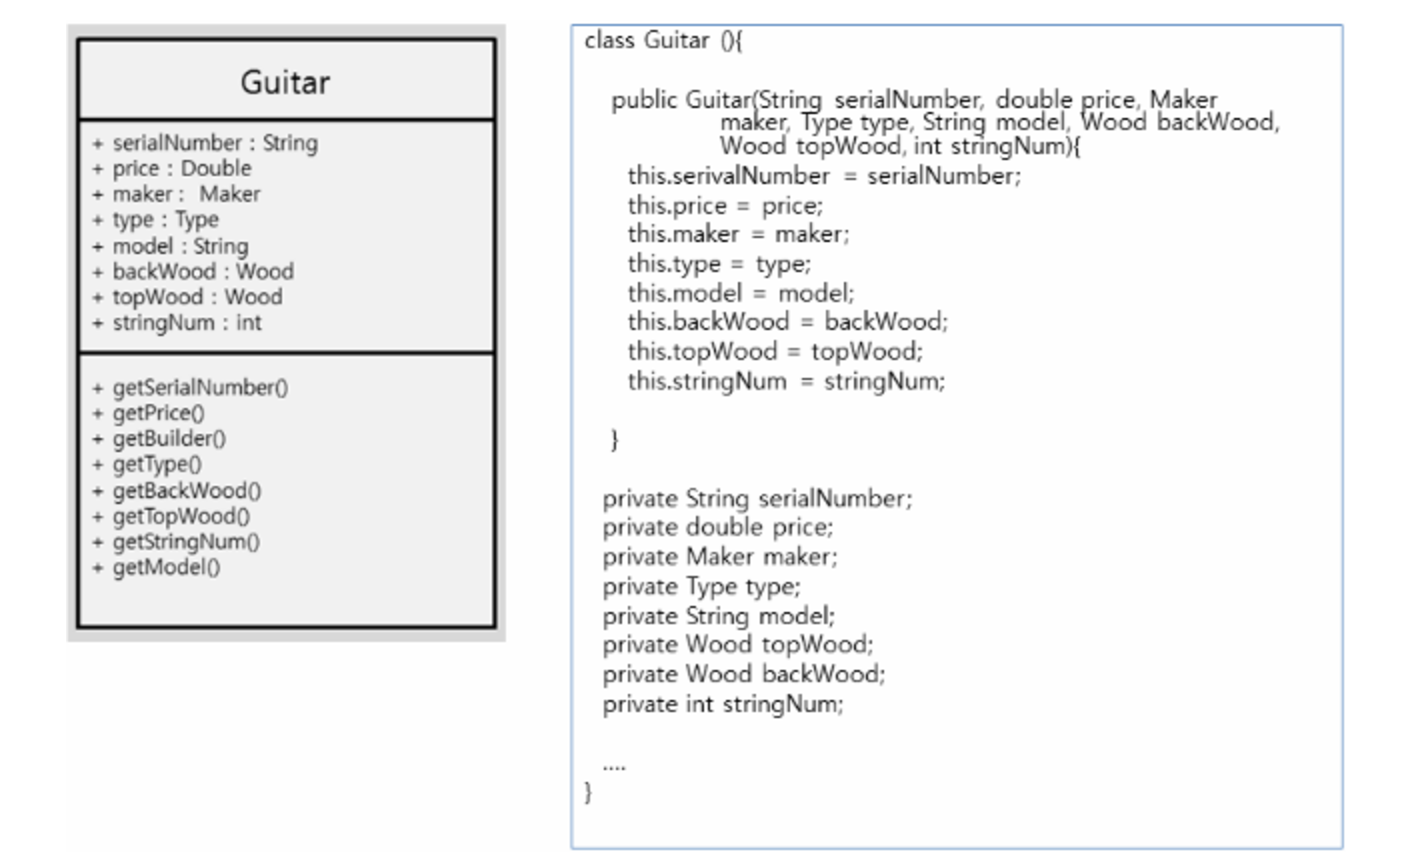 Guitar
+ serialNumber : String
+ price : Double
+ maker : Maker
+ type : Type
+ model : String
+ backWood : Wood
+ topWood : Wood
+ stringNum : int
+ getSerialNumber()
+ getPrice()
+ getBuilder()
+ getType()
+ getBackWood()
+ getTopWood()
+ getStringNum()
+ getModel()
class Guitar (){
public Guitar(String serialNumber, double price, Maker
maker, Type type, String model, Wood backWood,
Wood topWood, int stringNum){
this.serivalNumber = serialNumber;
this.price = price;
this.maker = maker;
this.type = type;
this.model = model;
this.backWood = backWood;
this.topWood = topWood;
this.stringNum = stringNum;
}
private String serialNumber;
private double price;
private Maker maker;
private Type type;
private String model;
private Wood topWood;
private Wood backWood;
private int stringNum;
....
}